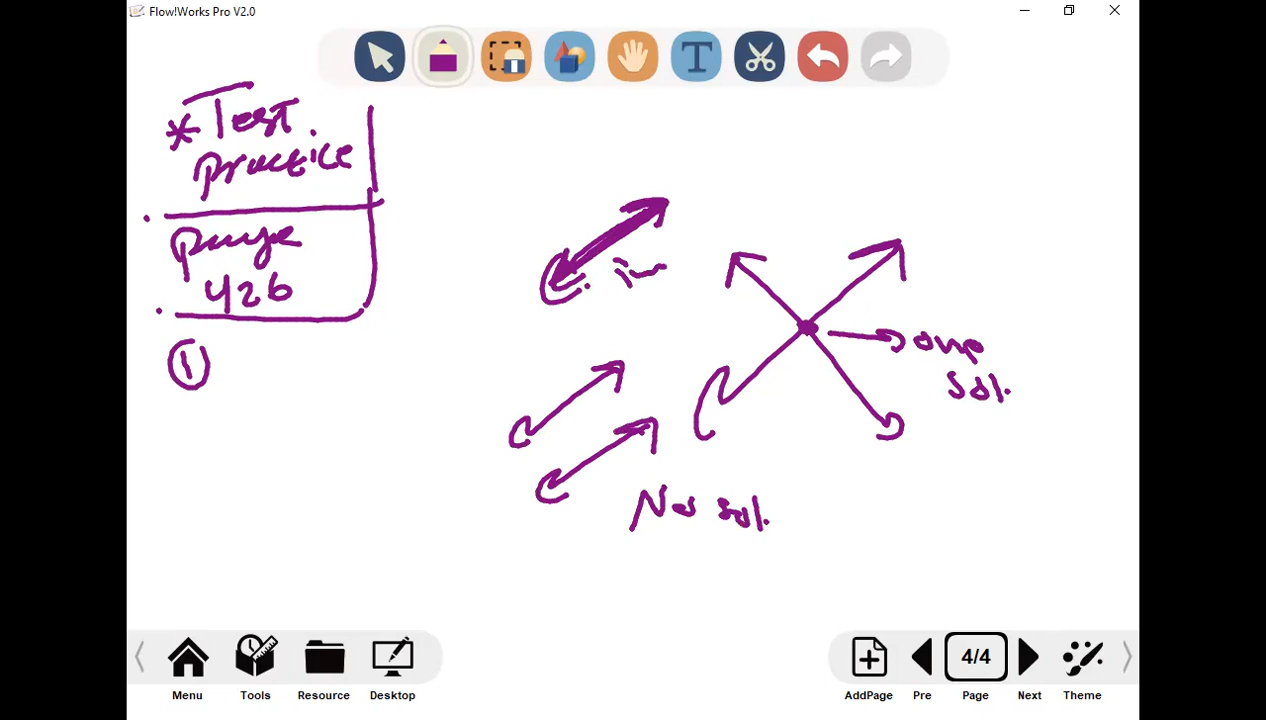 Flow!Works Pro V2.0
*Test
practice
page
426
①
one
sol.
No sol.
T
4/4
Menu
Tools
Resource
Desktop
AddPage
Pre
Page
Next
Theme